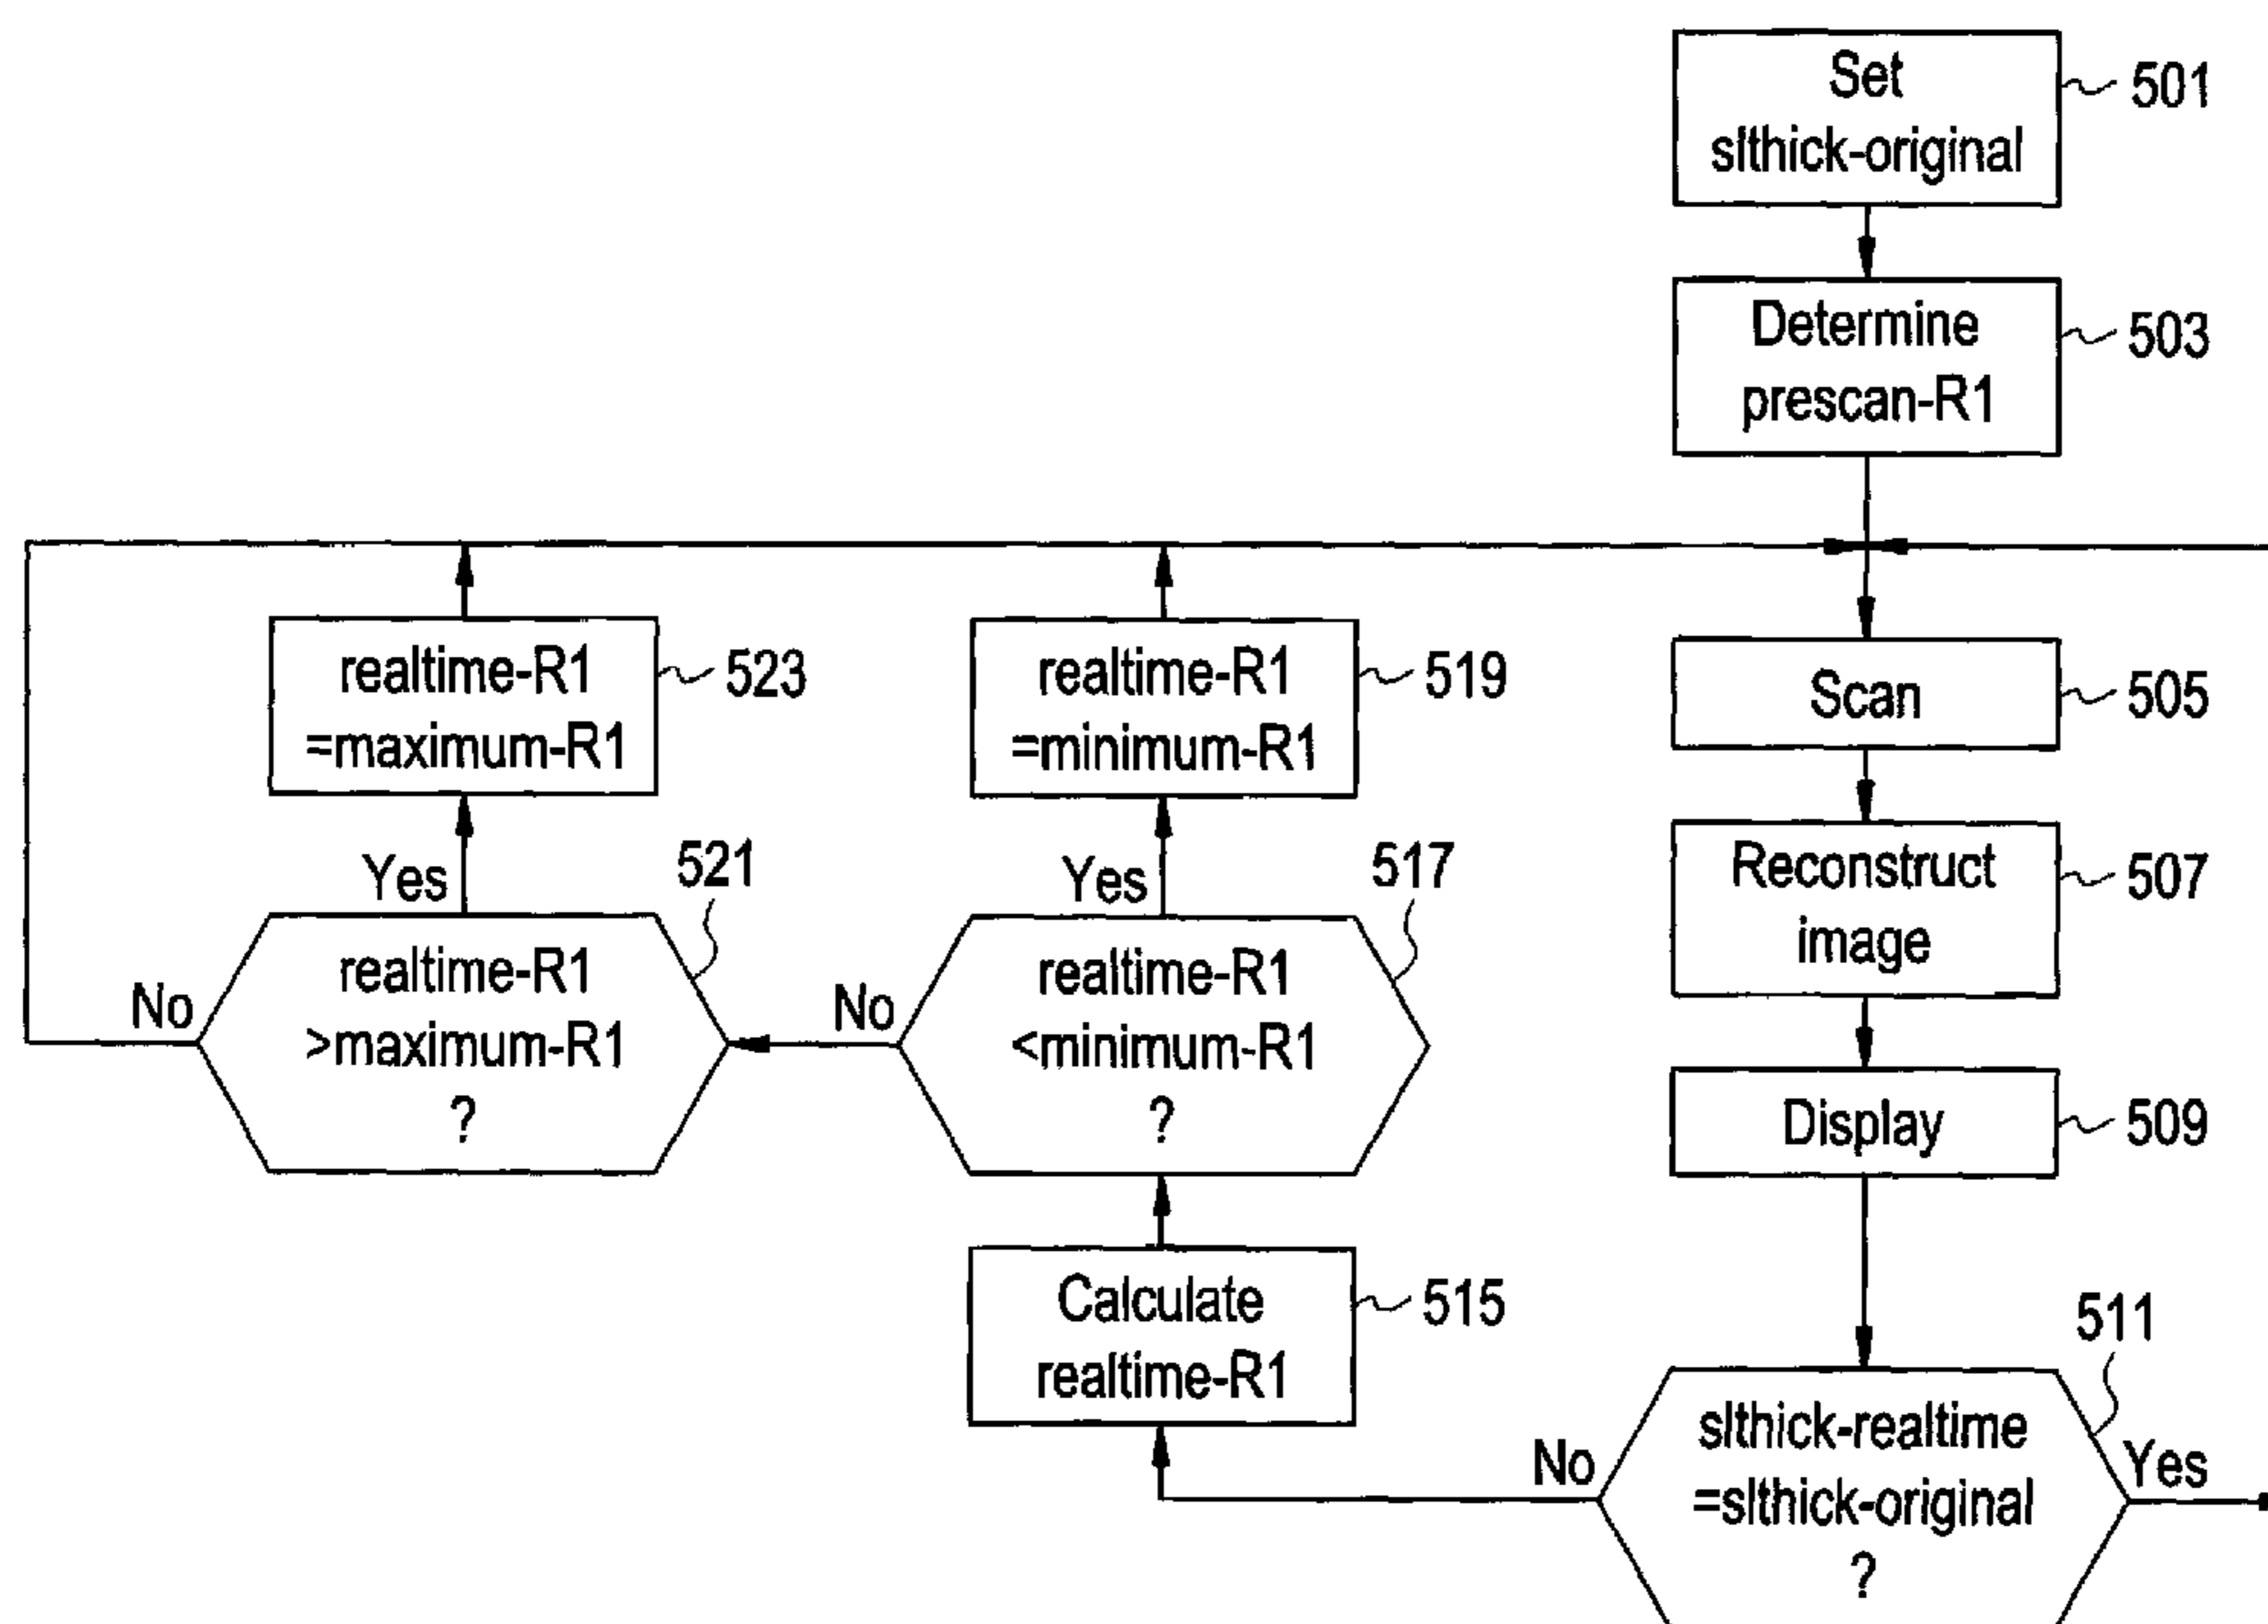 Set
slthick-original
501
Determine
prescan-R1
503
Scan
505
Reconstruct
image
507
Display
509
slthick-realtime
=slthick-original
?
511
Yes
No
Calculate
realtime-R1
515
realtime-R1
<minimum-R1
?
517
Yes
No
realtime-R1
=minimum-R1
519
realtime-R1
>maximum-R1
?
521
Yes
No
realtime-R1
=maximum-R1
523